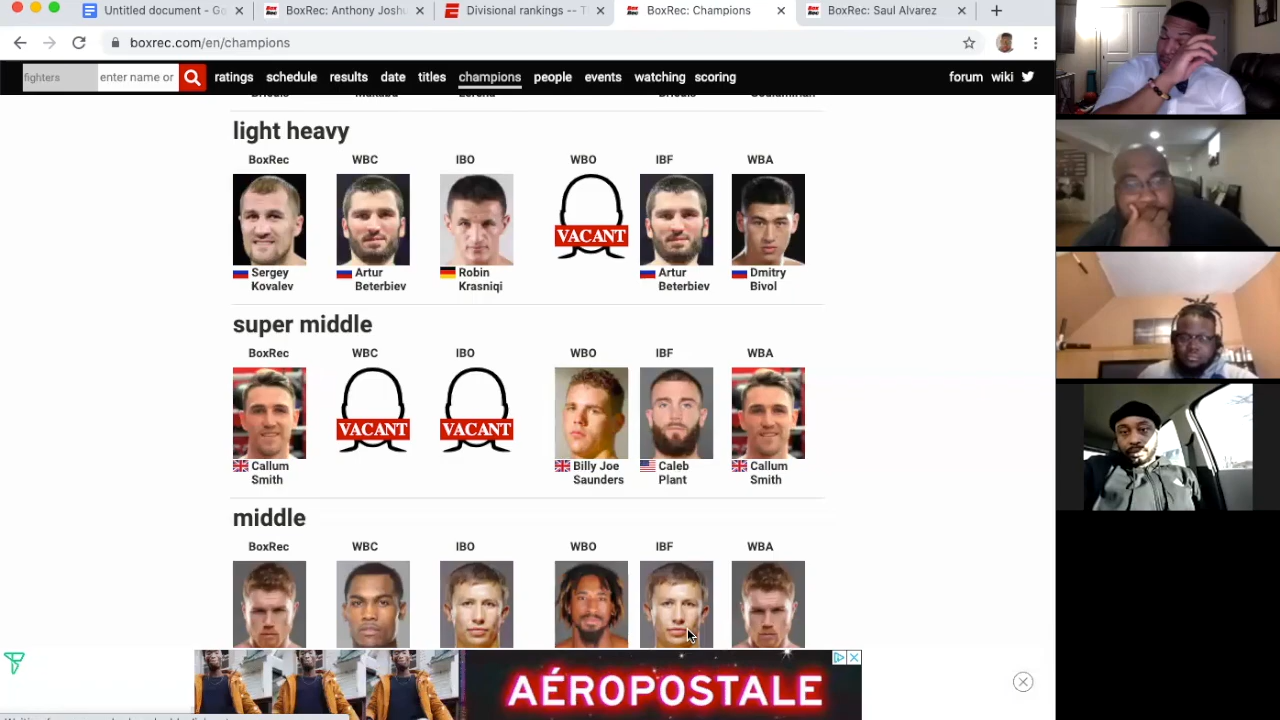 Untitled document - Go
BoxRec: Anthony Joshu
Divisional rankings -- T
BoxRec: Champions
BoxRec: Saul Alvarez
boxrec.com/en/champions
fighters
enter name or
ratings
schedule
results
date
titles
champions
people
events
watching
scoring
forum
wiki
light heavy
BoxRec WBC IBO WBO IBF WBA
VACANT
Sergey Kovalev
Artur Beterbiev
Robin Krasniqi
Artur Beterbiev
Dmitry Bivol
super middle
BoxRec WBC IBO WBO IBF WBA
VACANT VACANT
Callum Smith
Billy Joe Saunders
Caleb Plant
Callum Smith
middle
BoxRec WBC IBO WBO IBF WBA
AÉROPOSTALE